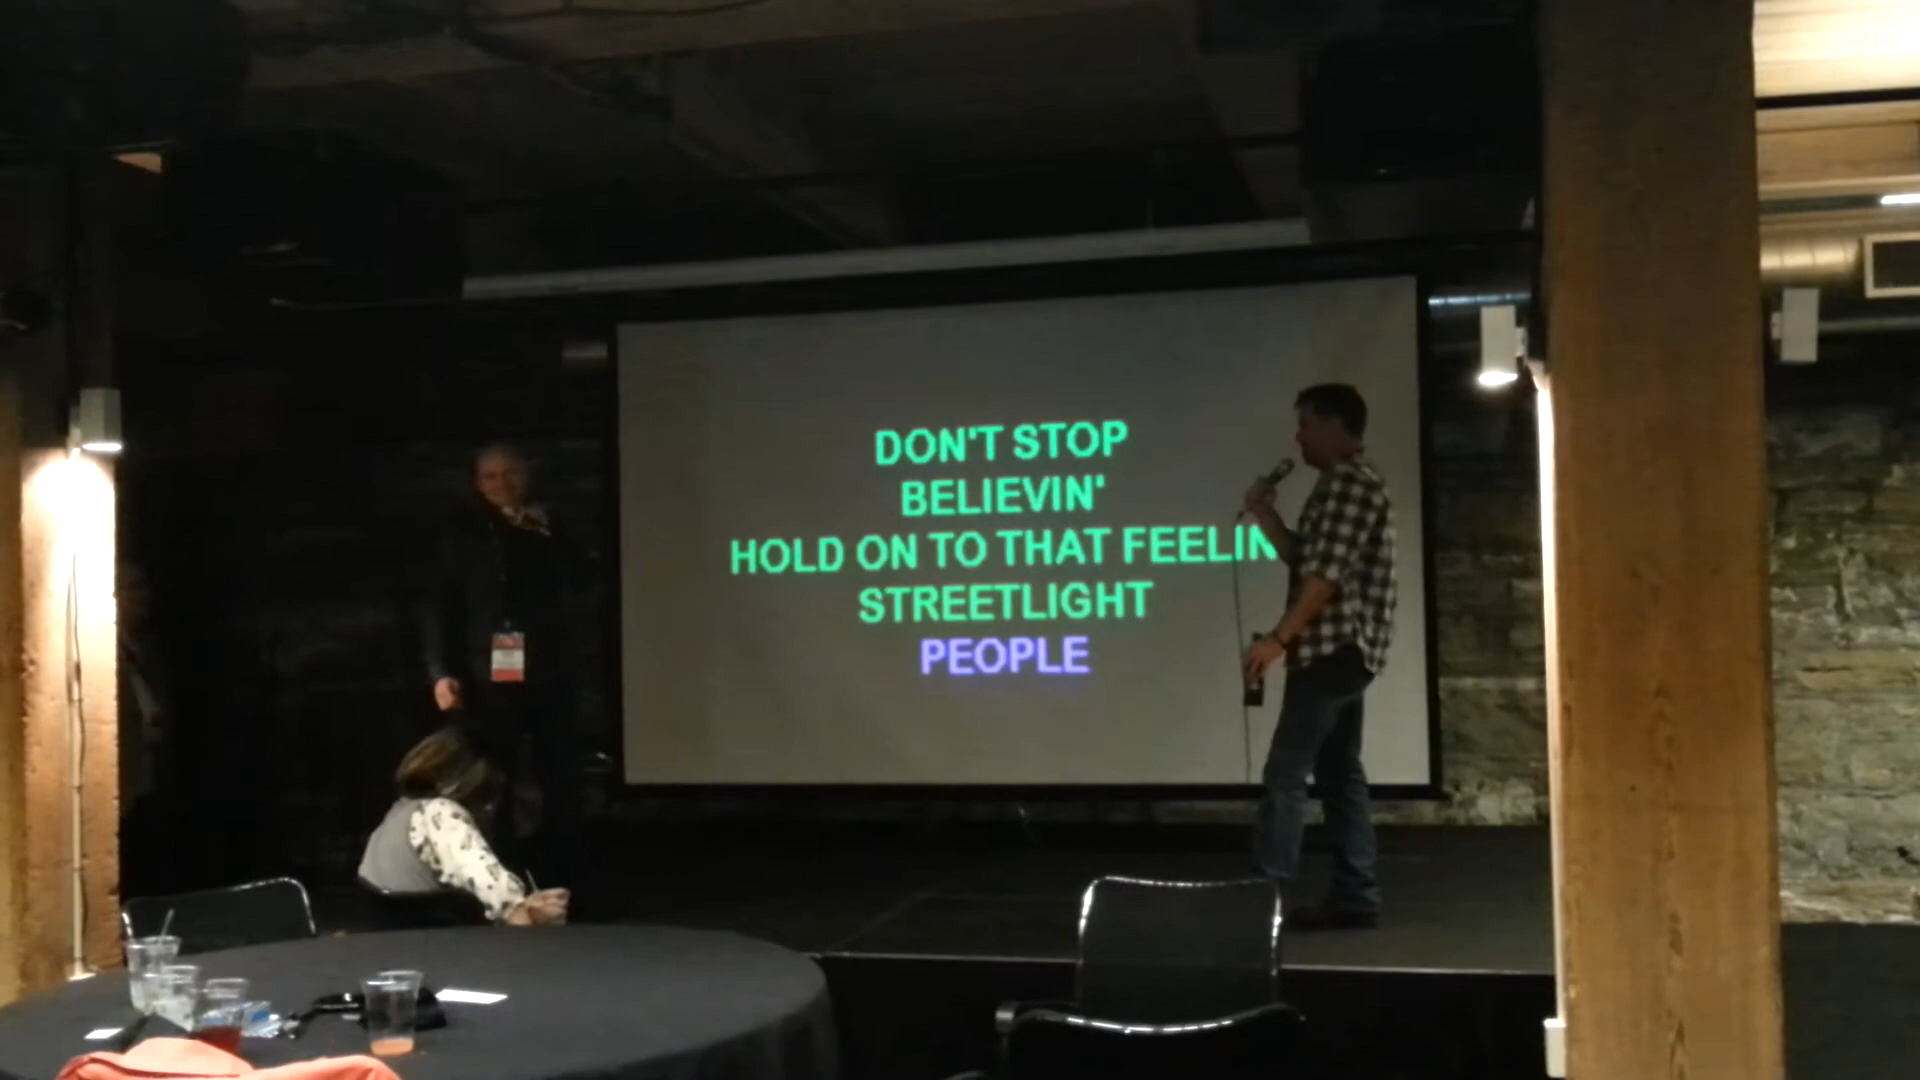 DON'T STOP
BELIEVIN'
HOLD ON TO THAT FEELIN
STREETLIGHT
PEOPLE